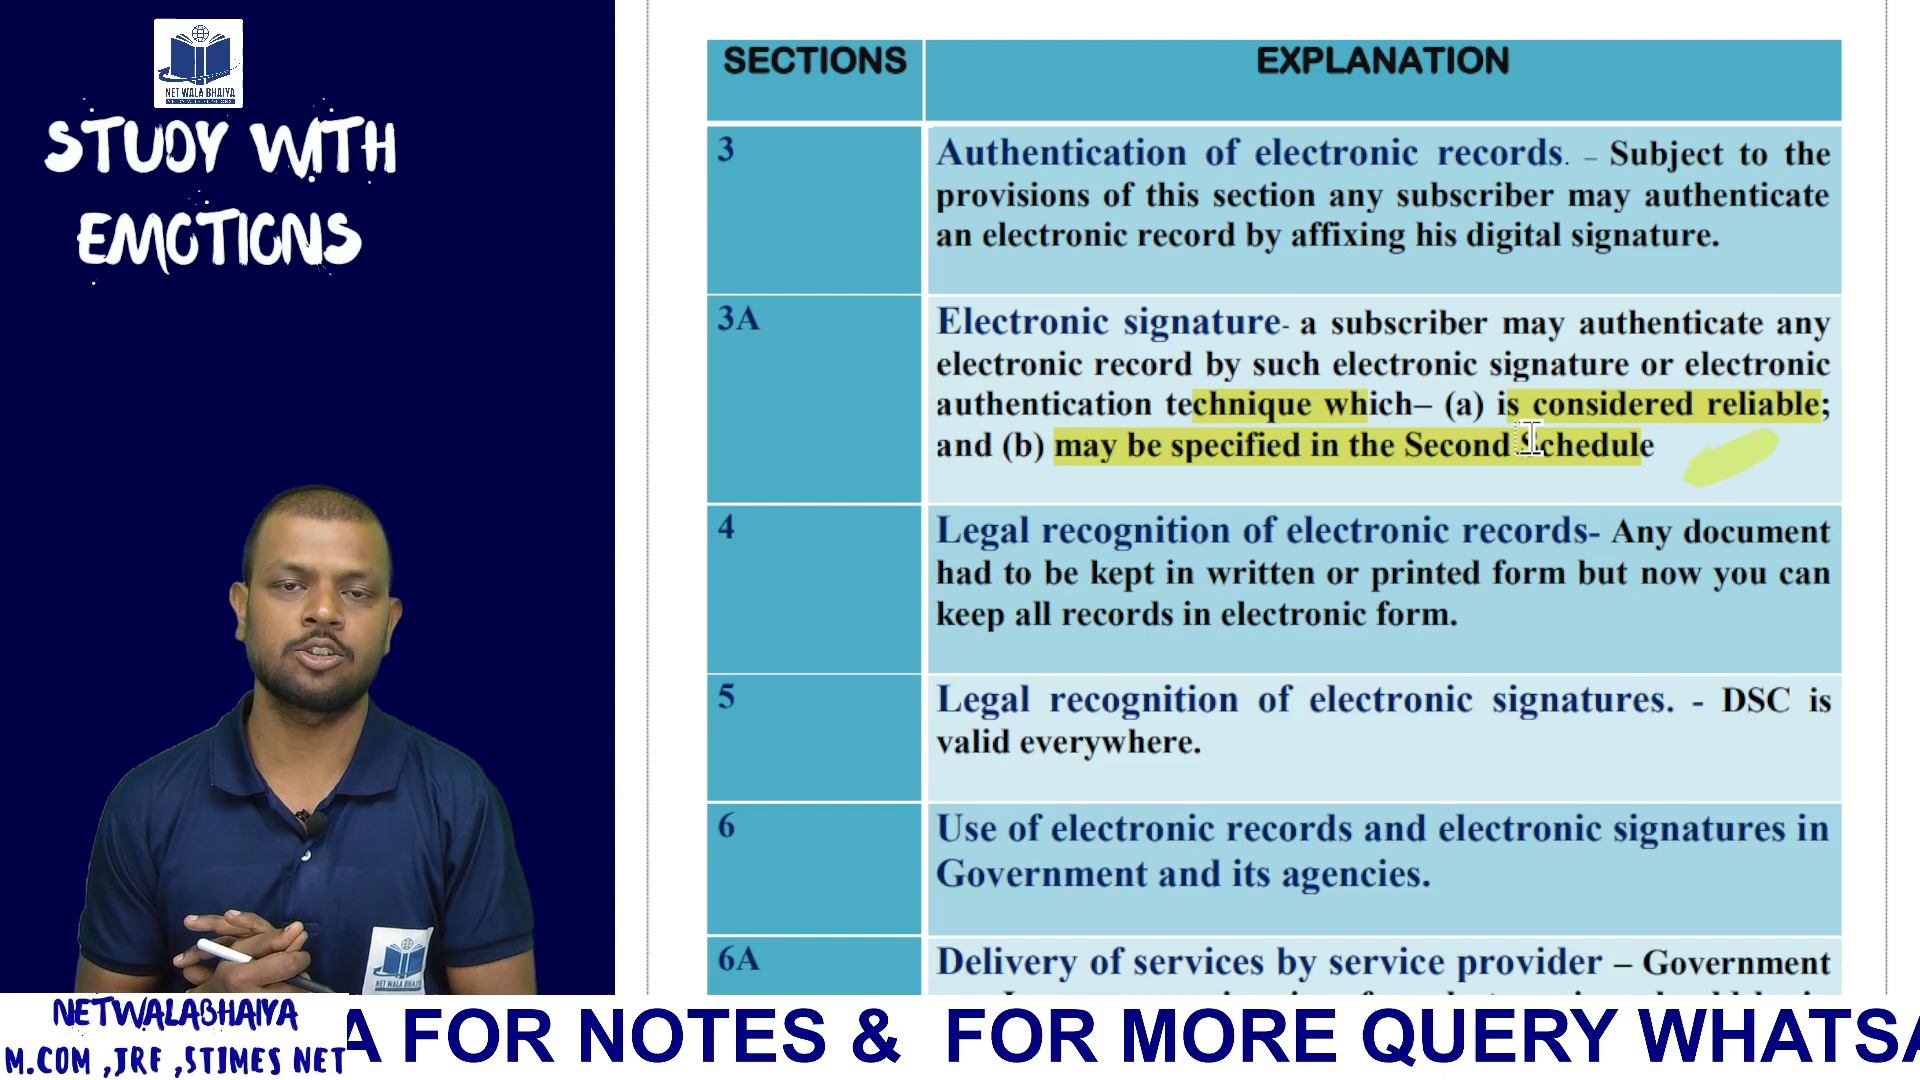 NET WALA BHAIYA
STUDY WITH
EMOTIONS
SECTIONS EXPLANATION
3 Authentication of electronic records. – Subject to the
provisions of this section any subscriber may authenticate
an electronic record by affixing his digital signature.
3A Electronic signature- a subscriber may authenticate any
electronic record by such electronic signature or electronic
authentication technique which– (a) is considered reliable;
and (b) may be specified in the Second Schedule
4 Legal recognition of electronic records- Any document
had to be kept in written or printed form but now you can
keep all records in electronic form.
5 Legal recognition of electronic signatures. - DSC is
valid everywhere.
6 Use of electronic records and electronic signatures in
Government and its agencies.
6A Delivery of services by service provider – Government
NETWALABHAIYA
M.COM ,JRF ,5TIMES NET
A FOR NOTES & FOR MORE QUERY WHATSA